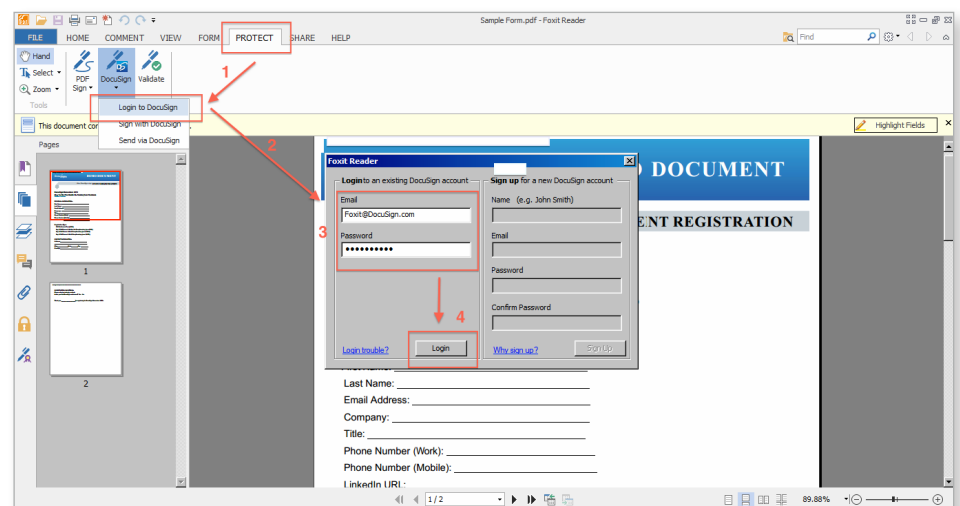 Sample Form.pdf - Foxit Reader
FILE HOME COMMENT VIEW FORM PROTECT SHARE HELP
Find
Hand
Select
Zoom
Tools
PDF Sign
DocuSign
Validate
1
Login to DocuSign
Sign with DocuSign
Send via DocuSign
This document cor
Highlight Fields
Pages
2
DOCUMENT
Foxit Reader
Login to an existing DocuSign account
Email
Foxit@DocuSign.com
Password
3
4
Login trouble?
Login
Sign up for a new DocuSign account
Name (e.g. John Smith)
Email
Password
Confirm Password
Why sign up?
Sign Up
ENT REGISTRATION
1
2
Last Name:
Email Address:
Company:
Title:
Phone Number (Work):
Phone Number (Mobile):
LinkedIn URL:
1 / 2
89.88%